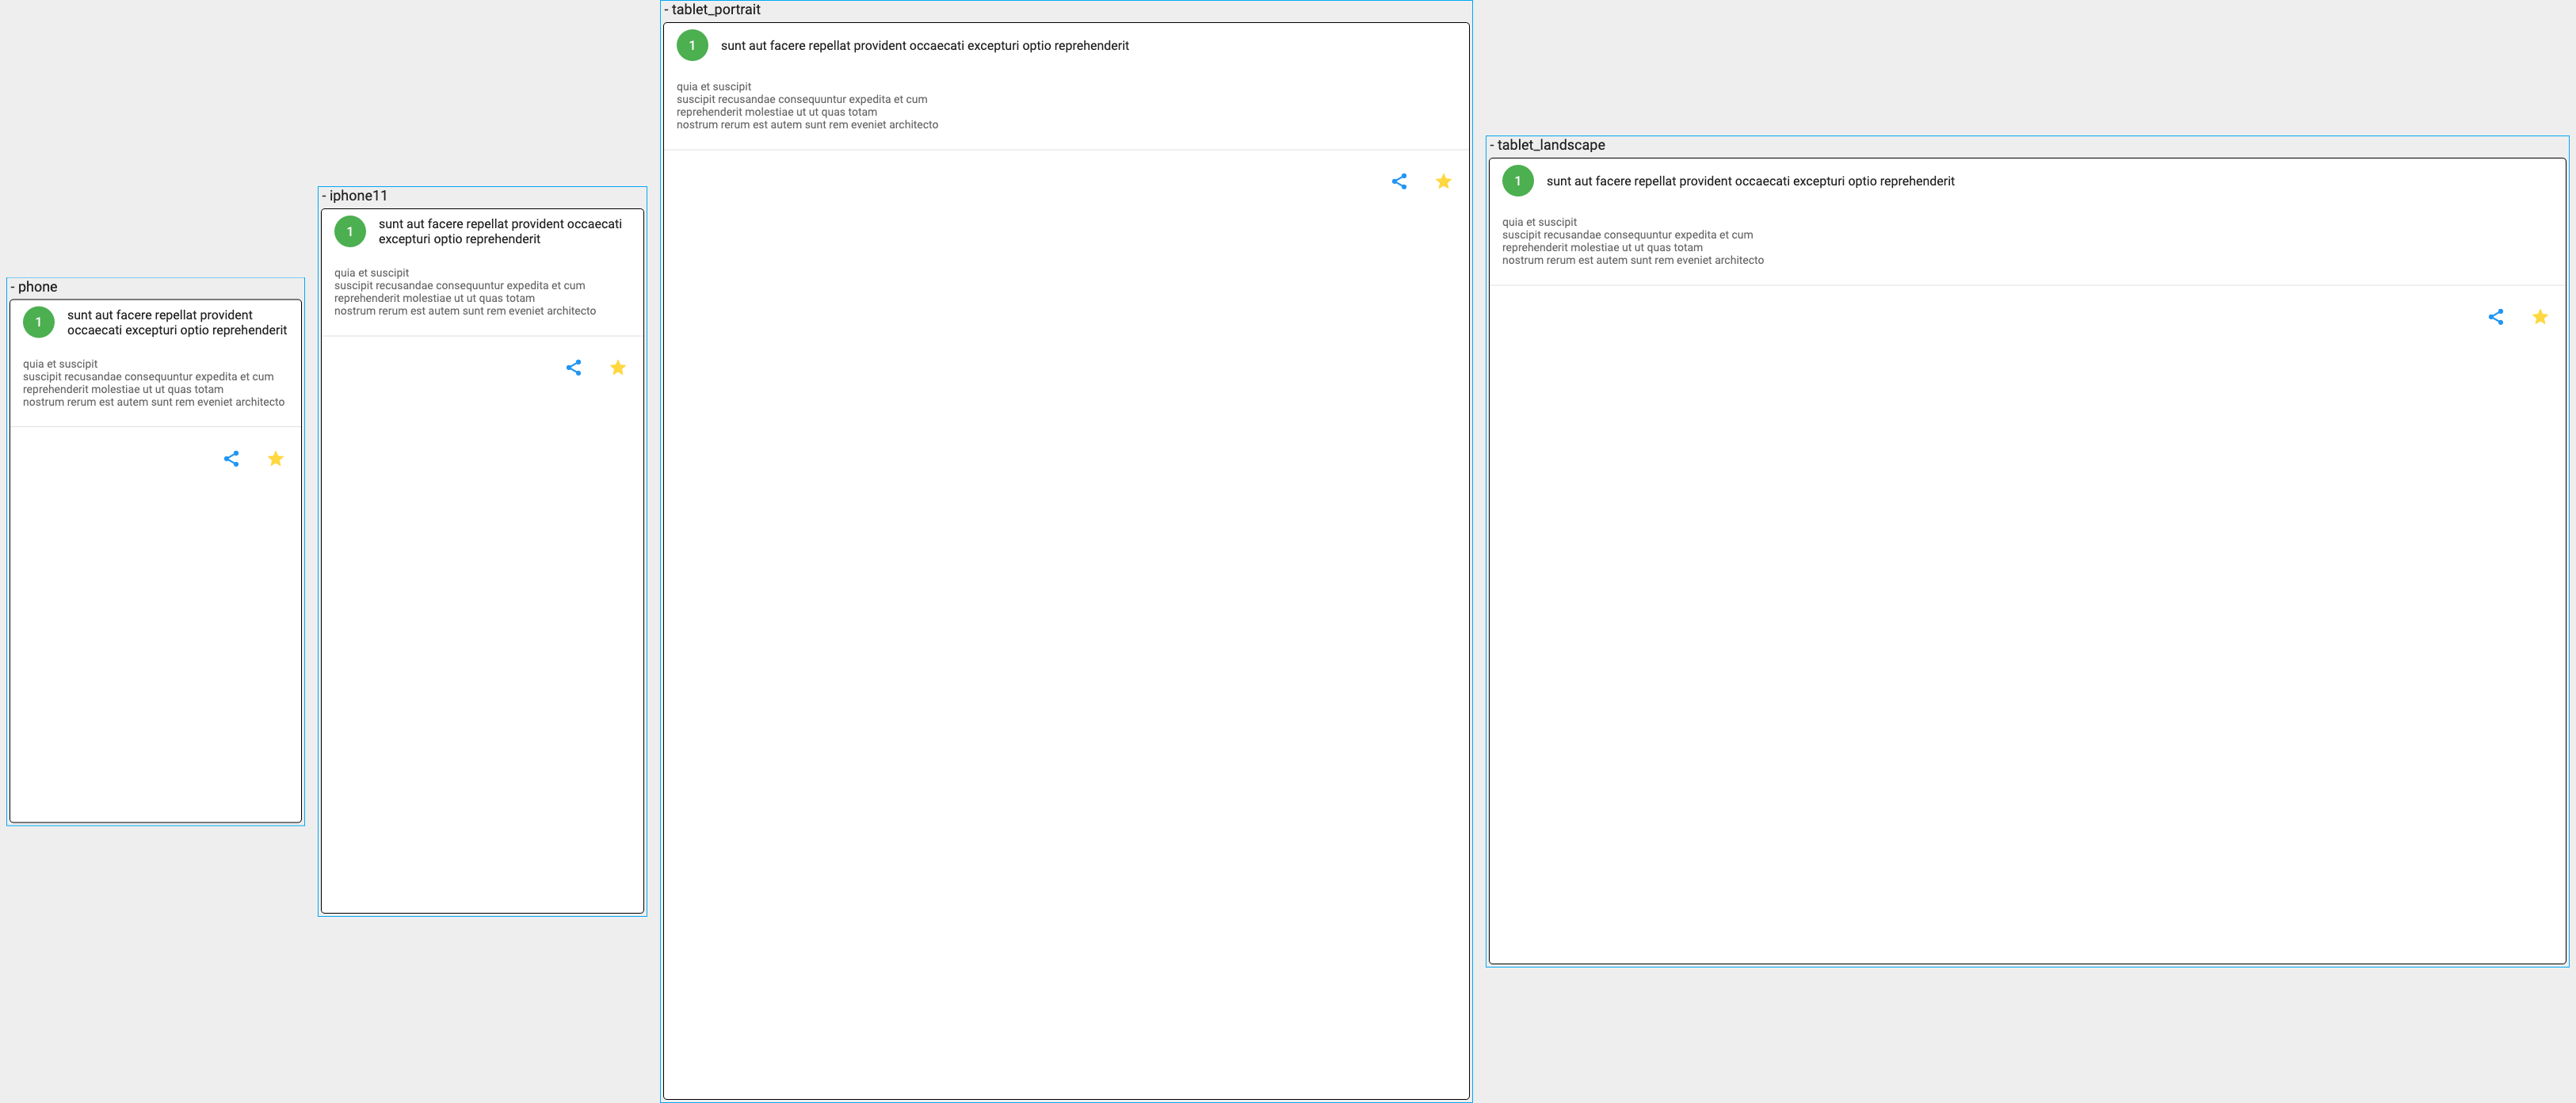 - phone
1
sunt aut facere repellat provident
occaecati excepturi optio reprehenderit
quia et suscipit
suscipit recusandae consequuntur expedita et cum
reprehenderit molestiae ut ut quas totam
nostrum rerum est autem sunt rem eveniet architecto
- iphone11
1
sunt aut facere repellat provident occaecati
excepturi optio reprehenderit
quia et suscipit
suscipit recusandae consequuntur expedita et cum
reprehenderit molestiae ut ut quas totam
nostrum rerum est autem sunt rem eveniet architecto
- tablet_portrait
1
sunt aut facere repellat provident occaecati excepturi optio reprehenderit
quia et suscipit
suscipit recusandae consequuntur expedita et cum
reprehenderit molestiae ut ut quas totam
nostrum rerum est autem sunt rem eveniet architecto
- tablet_landscape
1
sunt aut facere repellat provident occaecati excepturi optio reprehenderit
quia et suscipit
suscipit recusandae consequuntur expedita et cum
reprehenderit molestiae ut ut quas totam
nostrum rerum est autem sunt rem eveniet architecto